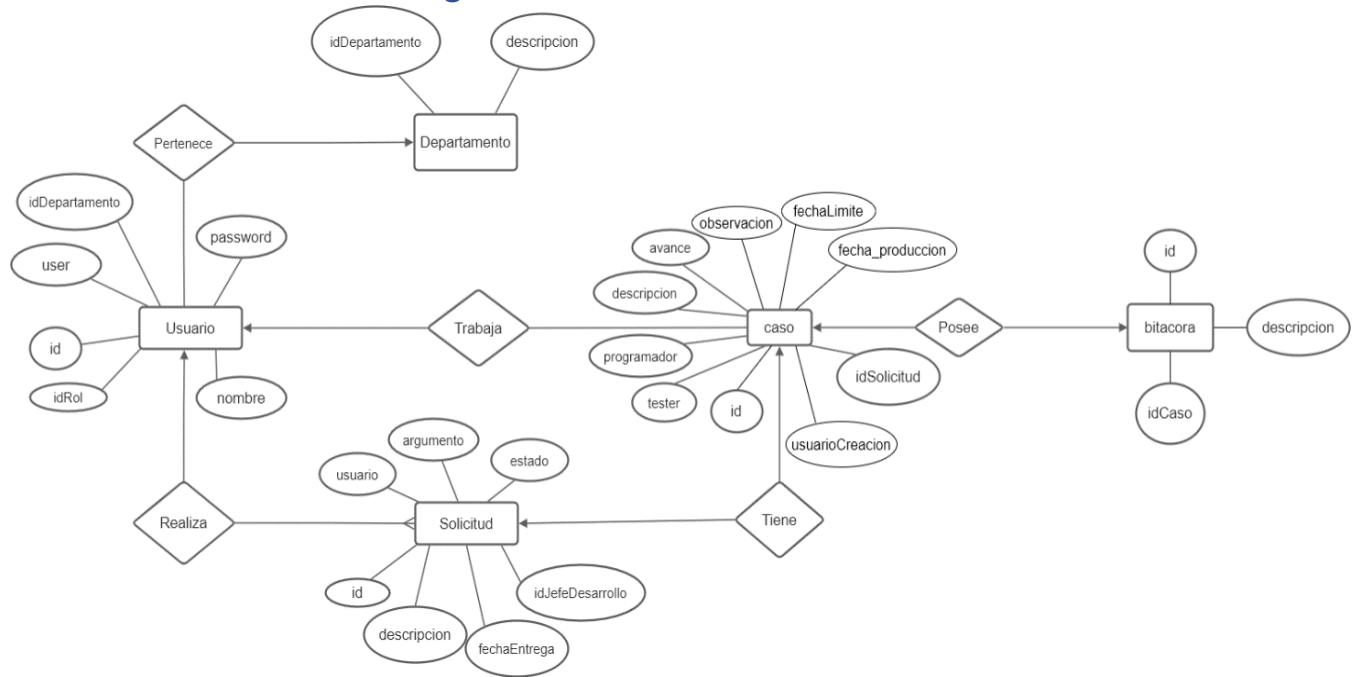 idDepartamento
descripcion
Pertenece
Departamento
idDepartamento
password
user
Usuario
id
idRol
nombre
Trabaja
observacion
fechaLimite
fecha_produccion
avance
descripcion
caso
programador
tester
id
idSolicitud
usuarioCreacion
Posee
id
bitacora
descripcion
idCaso
argumento
usuario
estado
Realiza
Solicitud
Tiene
id
idJefeDesarrollo
descripcion
fechaEntrega